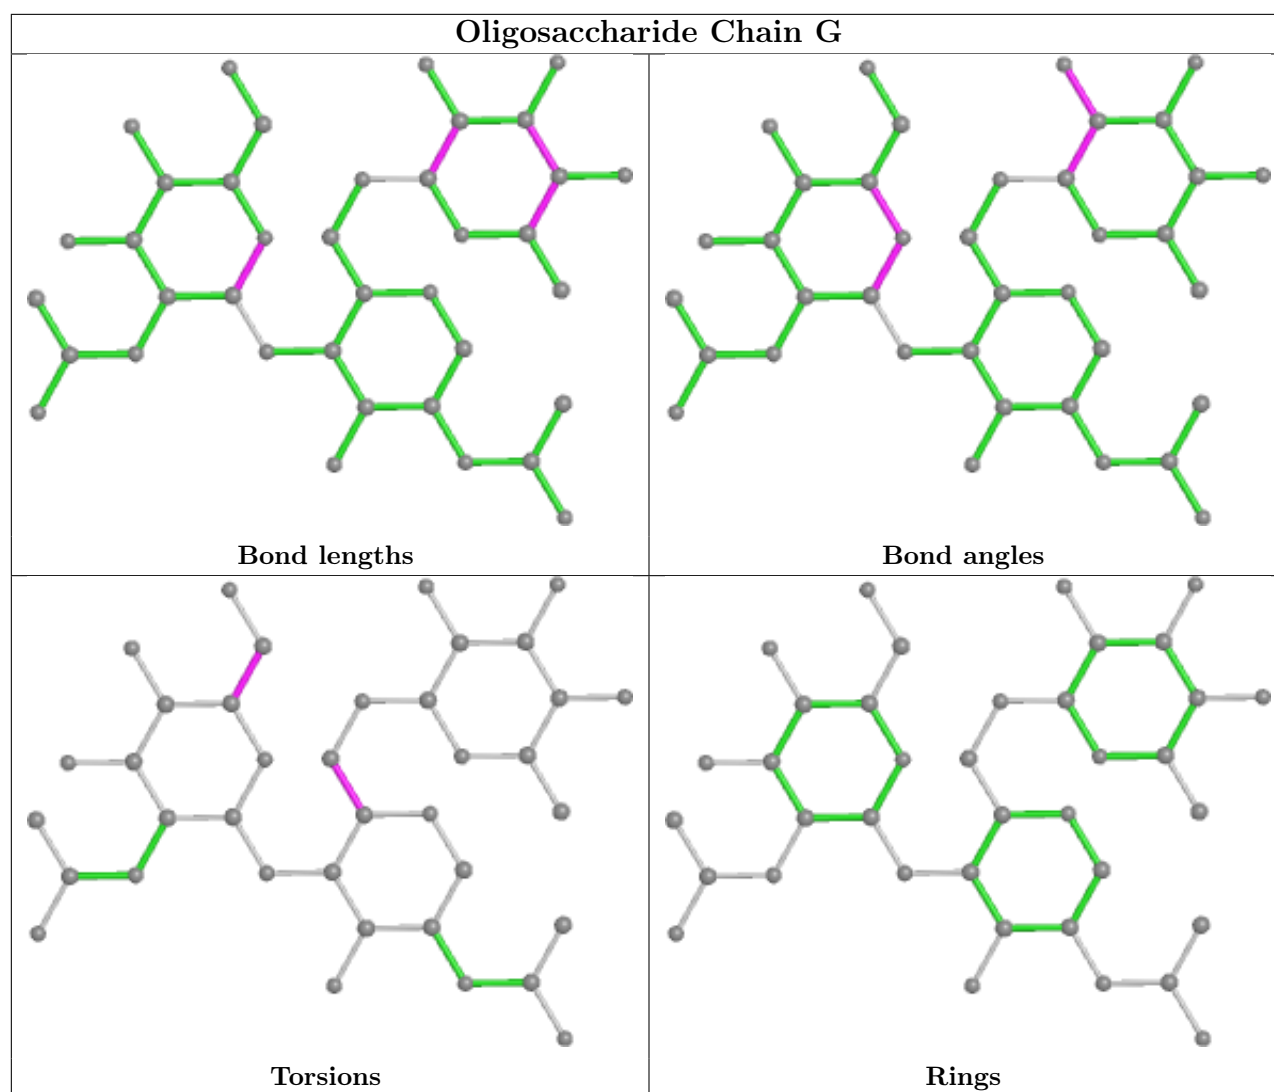 Oligosaccharide Chain G
Bond lengths
Bond angles
Torsions
Rings